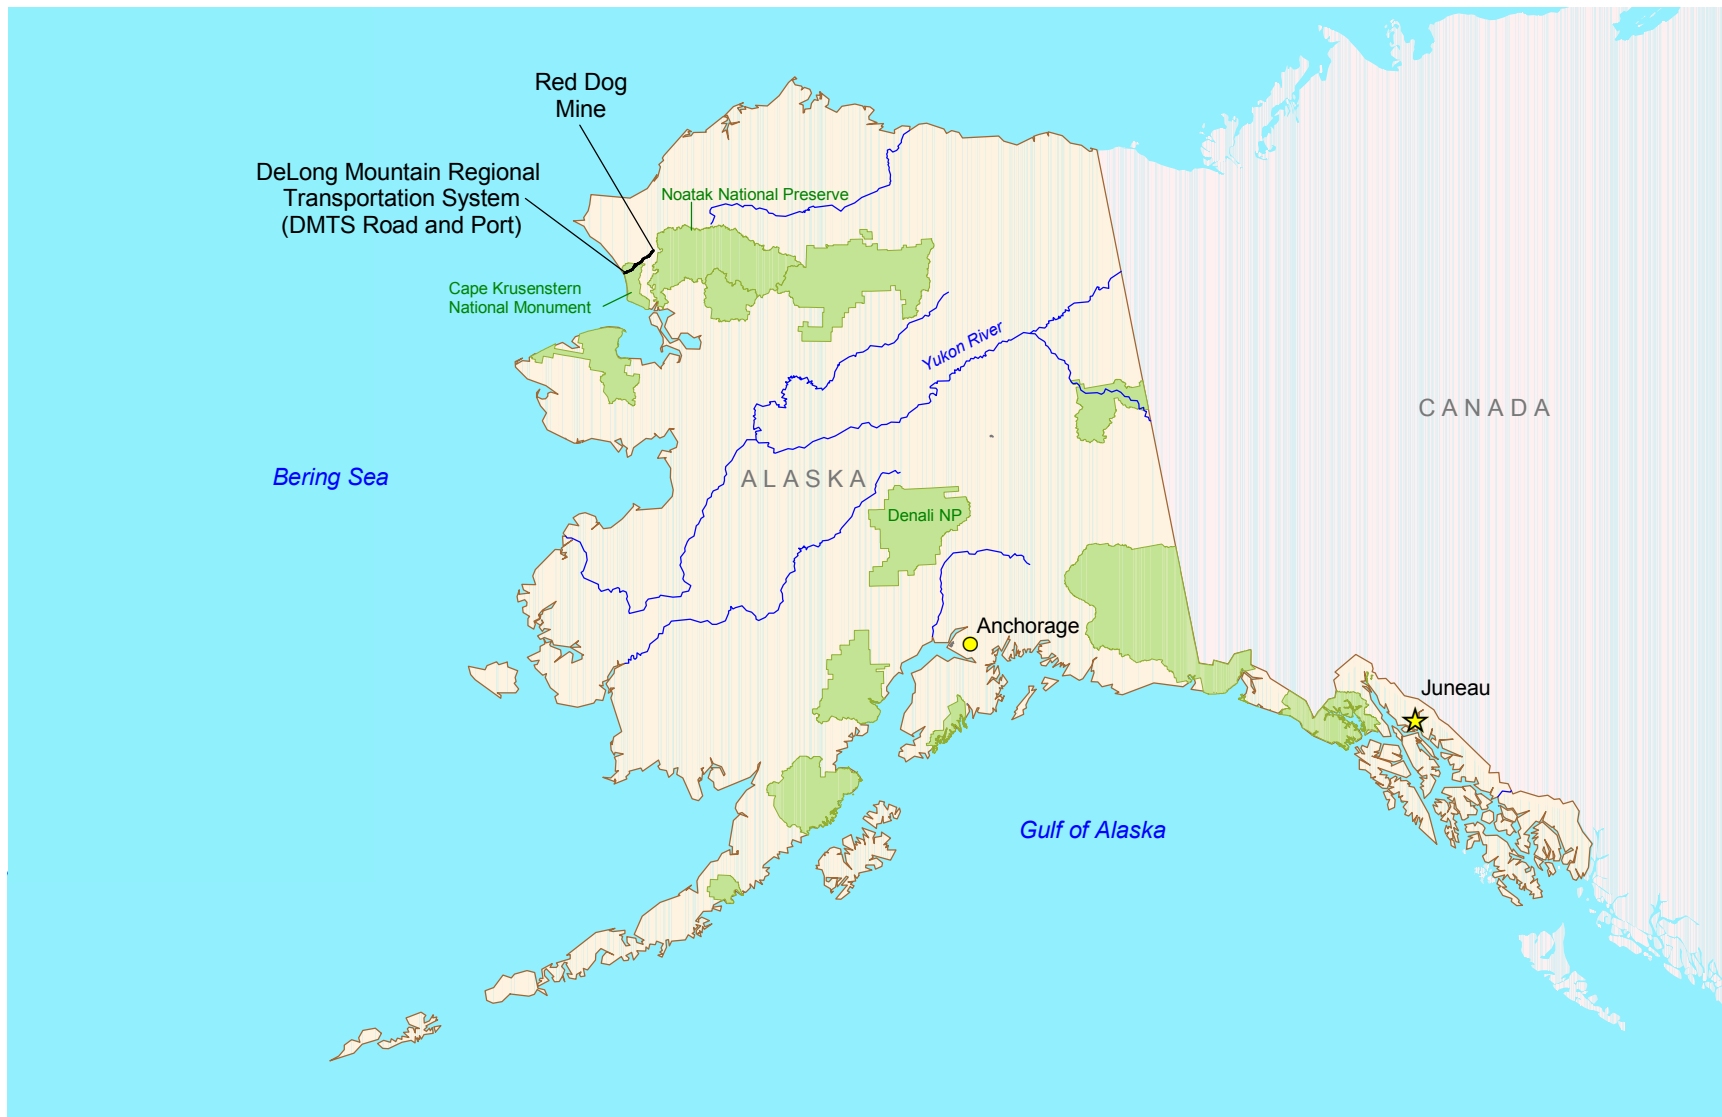 Red Dog
Mine
DeLong Mountain Regional
Transportation System
(DMTS Road and Port)
Noatak National Preserve
Cape Krusenstern
National Monument
Yukon River
CANADA
Bering Sea
ALASKA
Denali NP
Anchorage
Juneau
Gulf of Alaska